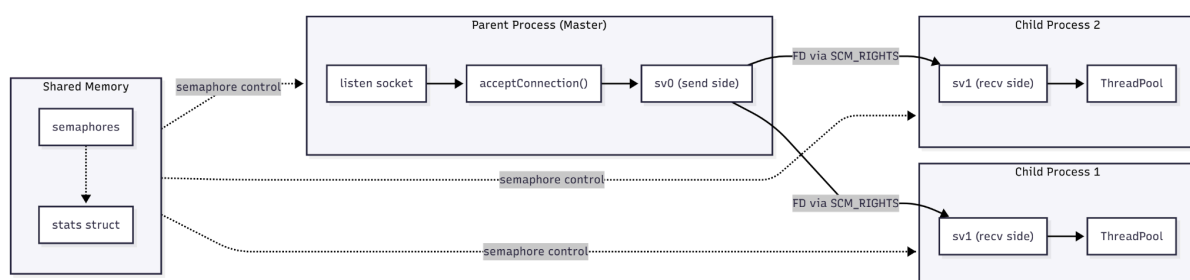 Shared Memory
semaphores
stats struct
semaphore control
semaphore control
semaphore control
Parent Process (Master)
listen socket
acceptConnection()
sv0 (send side)
FD via SCM_RIGHTS
FD via SCM_RIGHTS
Child Process 2
sv1 (recv side)
ThreadPool
Child Process 1
sv1 (recv side)
ThreadPool